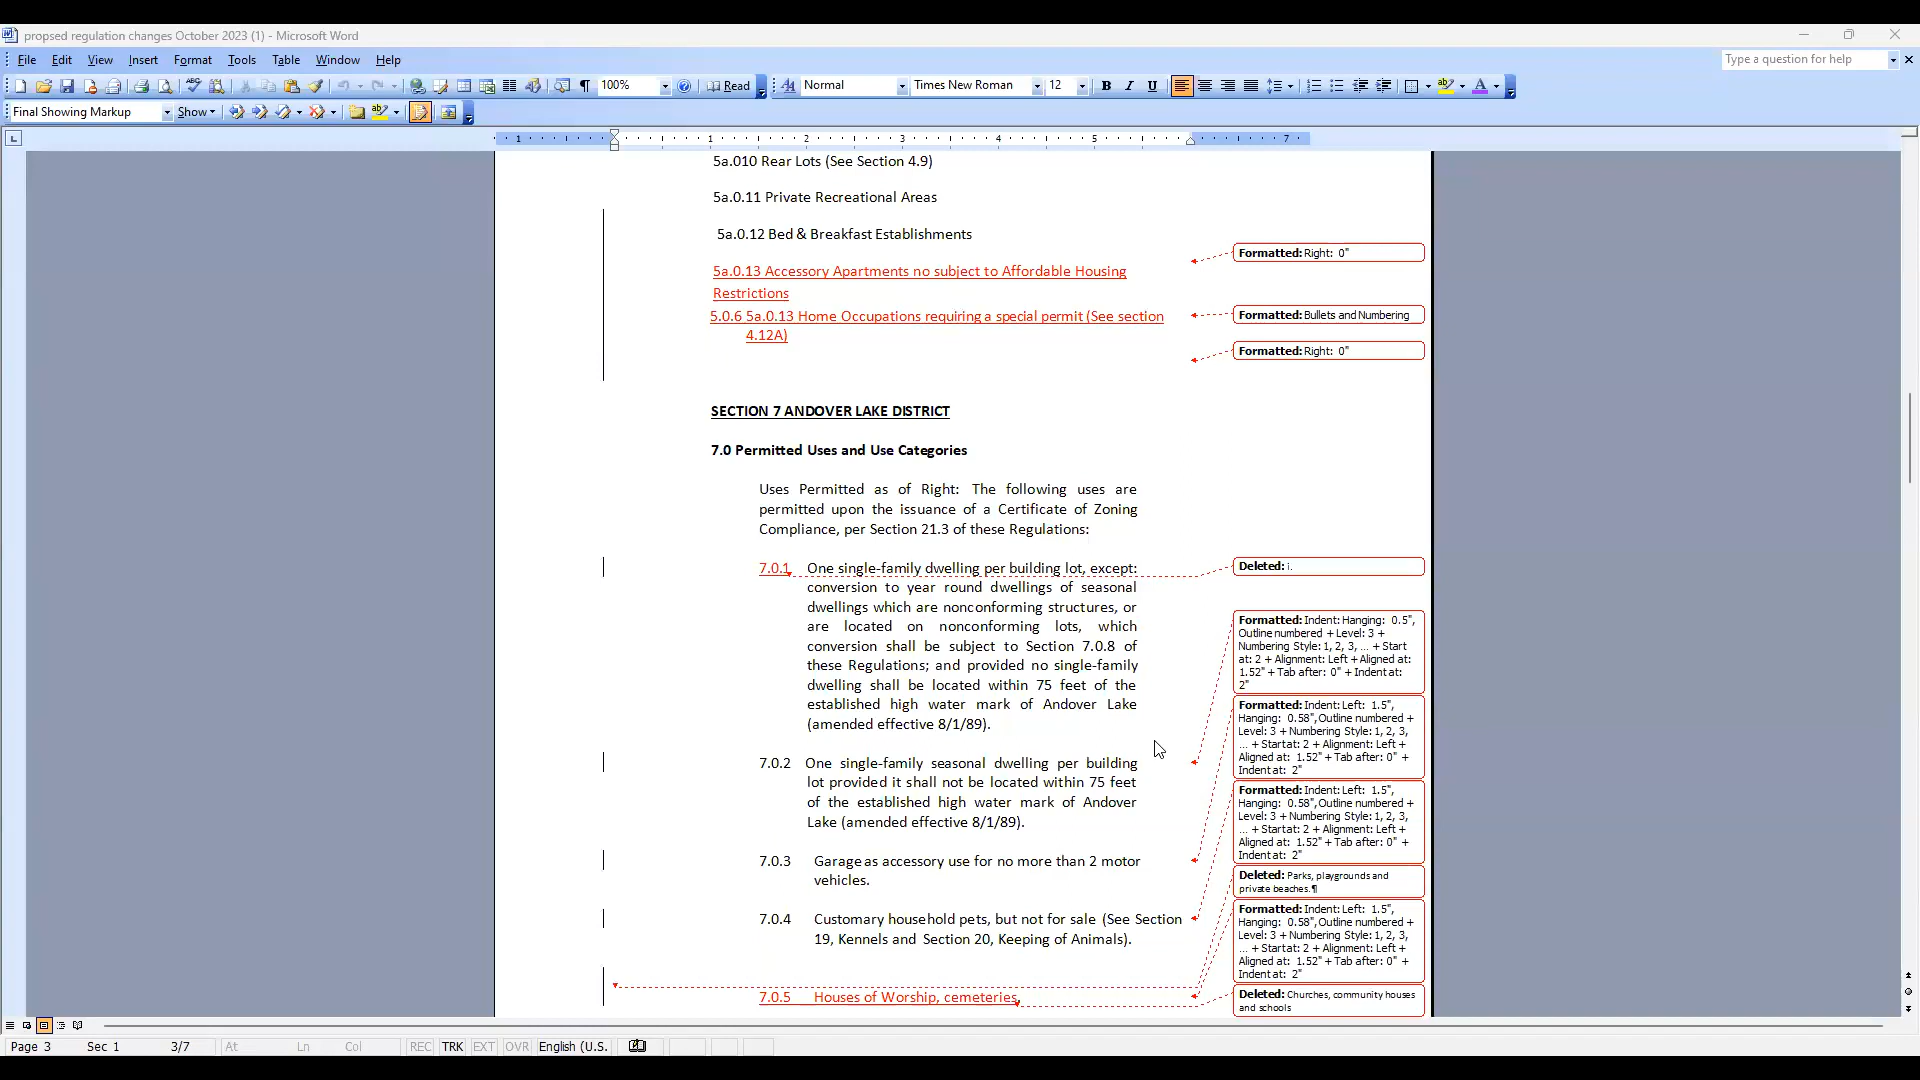 propsed regulation changes October 2023 (1) - Microsoft Word
File Edit View Insert Format Tools Table Window Help
Type a question for help
100% Read Normal Times New Roman 12 B I U
Final Showing Markup Show
1 1 2 3 4 5 7
5a.010 Rear Lots (See Section 4.9)
5a.0.11 Private Recreational Areas
5a.0.12 Bed & Breakfast Establishments
Formatted: Right: 0"
5a.0.13 Accessory Apartments no subject to Affordable Housing
Restrictions
5.0.6 5a.0.13 Home Occupations requiring a special permit (See section
4.12A)
Formatted: Bullets and Numbering
Formatted: Right: 0"
SECTION 7 ANDOVER LAKE DISTRICT
7.0 Permitted Uses and Use Categories
Uses Permitted as of Right: The following uses are
permitted upon the issuance of a Certificate of Zoning
Compliance, per Section 21.3 of these Regulations:
7.0.1 One single-family dwelling per building lot, except:
conversion to year round dwellings of seasonal
dwellings which are nonconforming structures, or
are located on nonconforming lots, which
conversion shall be subject to Section 7.0.8 of
these Regulations; and provided no single-family
dwelling shall be located within 75 feet of the
established high water mark of Andover Lake
(amended effective 8/1/89).
7.0.2 One single-family seasonal dwelling per building
lot provided it shall not be located within 75 feet
of the established high water mark of Andover
Lake (amended effective 8/1/89).
7.0.3 Garage as accessory use for no more than 2 motor
vehicles.
7.0.4 Customary household pets, but not for sale (See Section
19, Kennels and Section 20, Keeping of Animals).
7.0.5 Houses of Worship, cemeteries,
Deleted: i.
Formatted: Indent: Hanging: 0.5",
Outline numbered + Level: 3 +
Numbering Style: 1, 2, 3, ... + Start
at: 2 + Alignment: Left + Aligned at:
1.52" + Tab after: 0" + Indent at:
2"
Formatted: Indent: Left: 1.5",
Hanging: 0.58", Outline numbered +
Level: 3 + Numbering Style: 1, 2, 3,
... + Start at: 2 + Alignment: Left +
Aligned at: 1.52" + Tab after: 0" +
Indent at: 2"
Formatted: Indent: Left: 1.5",
Hanging: 0.58", Outline numbered +
Level: 3 + Numbering Style: 1, 2, 3,
... + Start at: 2 + Alignment: Left +
Aligned at: 1.52" + Tab after: 0" +
Indent at: 2"
Deleted: Parks, playgrounds and
private beaches.¶
Formatted: Indent: Left: 1.5",
Hanging: 0.58", Outline numbered +
Level: 3 + Numbering Style: 1, 2, 3,
... + Start at: 2 + Alignment: Left +
Aligned at: 1.52" + Tab after: 0" +
Indent at: 2"
Deleted: Churches, community houses
and schools
Page 3 Sec 1 3/7 At Ln Col REC TRK EXT OVR English (U.S.